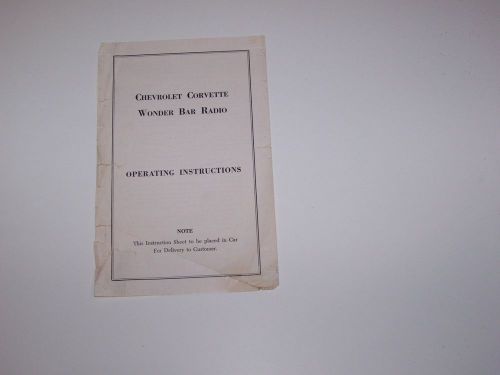 Chevrolet Corvette
Wonder Bar Radio
OPERATING INSTRUCTIONS
NOTE
This Instruction Sheet to be placed in Car
For Delivery to Customer.